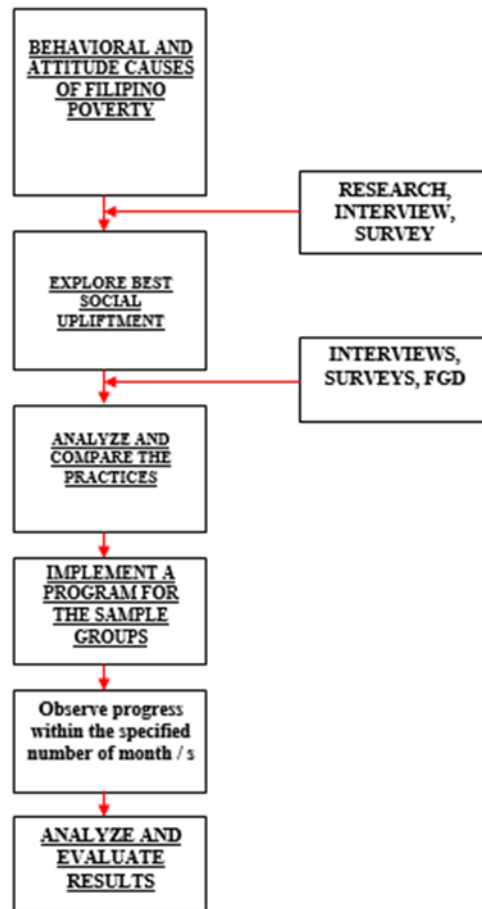 BEHAVIORAL AND
ATTITUDE CAUSES
OF FILIPINO
POVERTY
RESEARCH,
INTERVIEW,
SURVEY
EXPLORE BEST
SOCIAL
UPLIFTMENT
INTERVIEWS,
SURVEYS, FGD
ANALYZE AND
COMPARE THE
PRACTICES
IMPLEMENT A
PROGRAM FOR
THE SAMPLE
GROUPS
Observe progress
within the specified
number of month / s
ANALYZE AND
EVALUATE
RESULTS